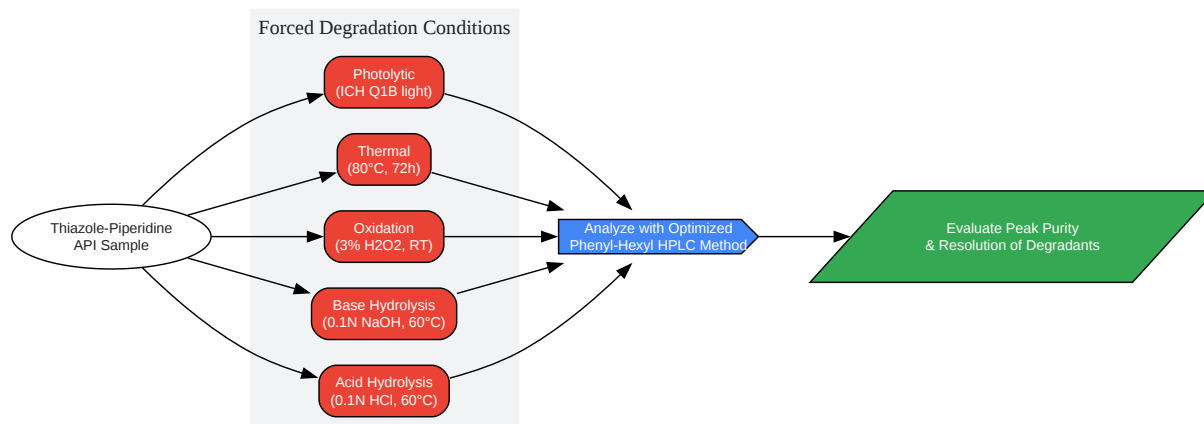 Forced Degradation Conditions
Photolytic
(ICH Q1B light)
Thermal
(80°C, 72h)
Thiazole-Piperidine
API Sample
Oxidation
(3% H2O2, RT)
Analyze with Optimized
Phenyl-Hexyl HPLC Method
Evaluate Peak Purity
& Resolution of Degradants
Base Hydrolysis
(0.1N NaOH, 60°C)
Acid Hydrolysis
(0.1N HCl, 60°C)